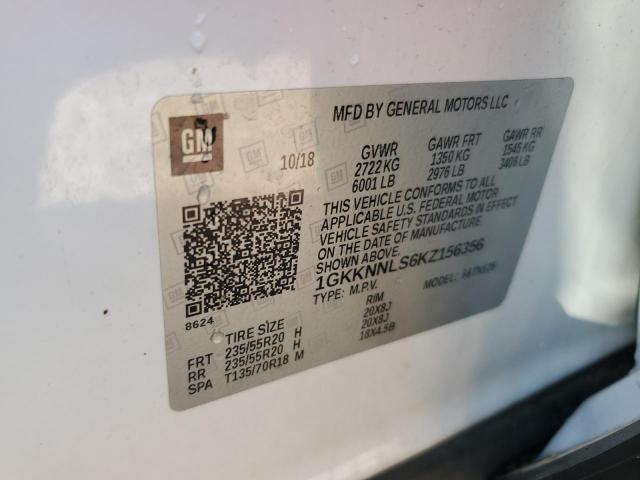 MFD BY GENERAL MOTORS LLC
GM
10/18
GVWR GAWR FRT GAWR RR
2722 KG 1350 KG 1545 KG
6001 LB 2976 LB 3406 LB
THIS VEHICLE CONFORMS TO ALL
APPLICABLE U.S. FEDERAL MOTOR
VEHICLE SAFETY STANDARDS IN EFFECT
ON THE DATE OF MANUFACTURE
1GKKNNLS6KZ156356
TYPE: M.P.V. MODEL:
8624
TIRE SIZE RIM
FRT 235/55R20 H 20X8J
RR 235/55R20 H 20X8J
SPA T135/70R18 M 18X4.5B